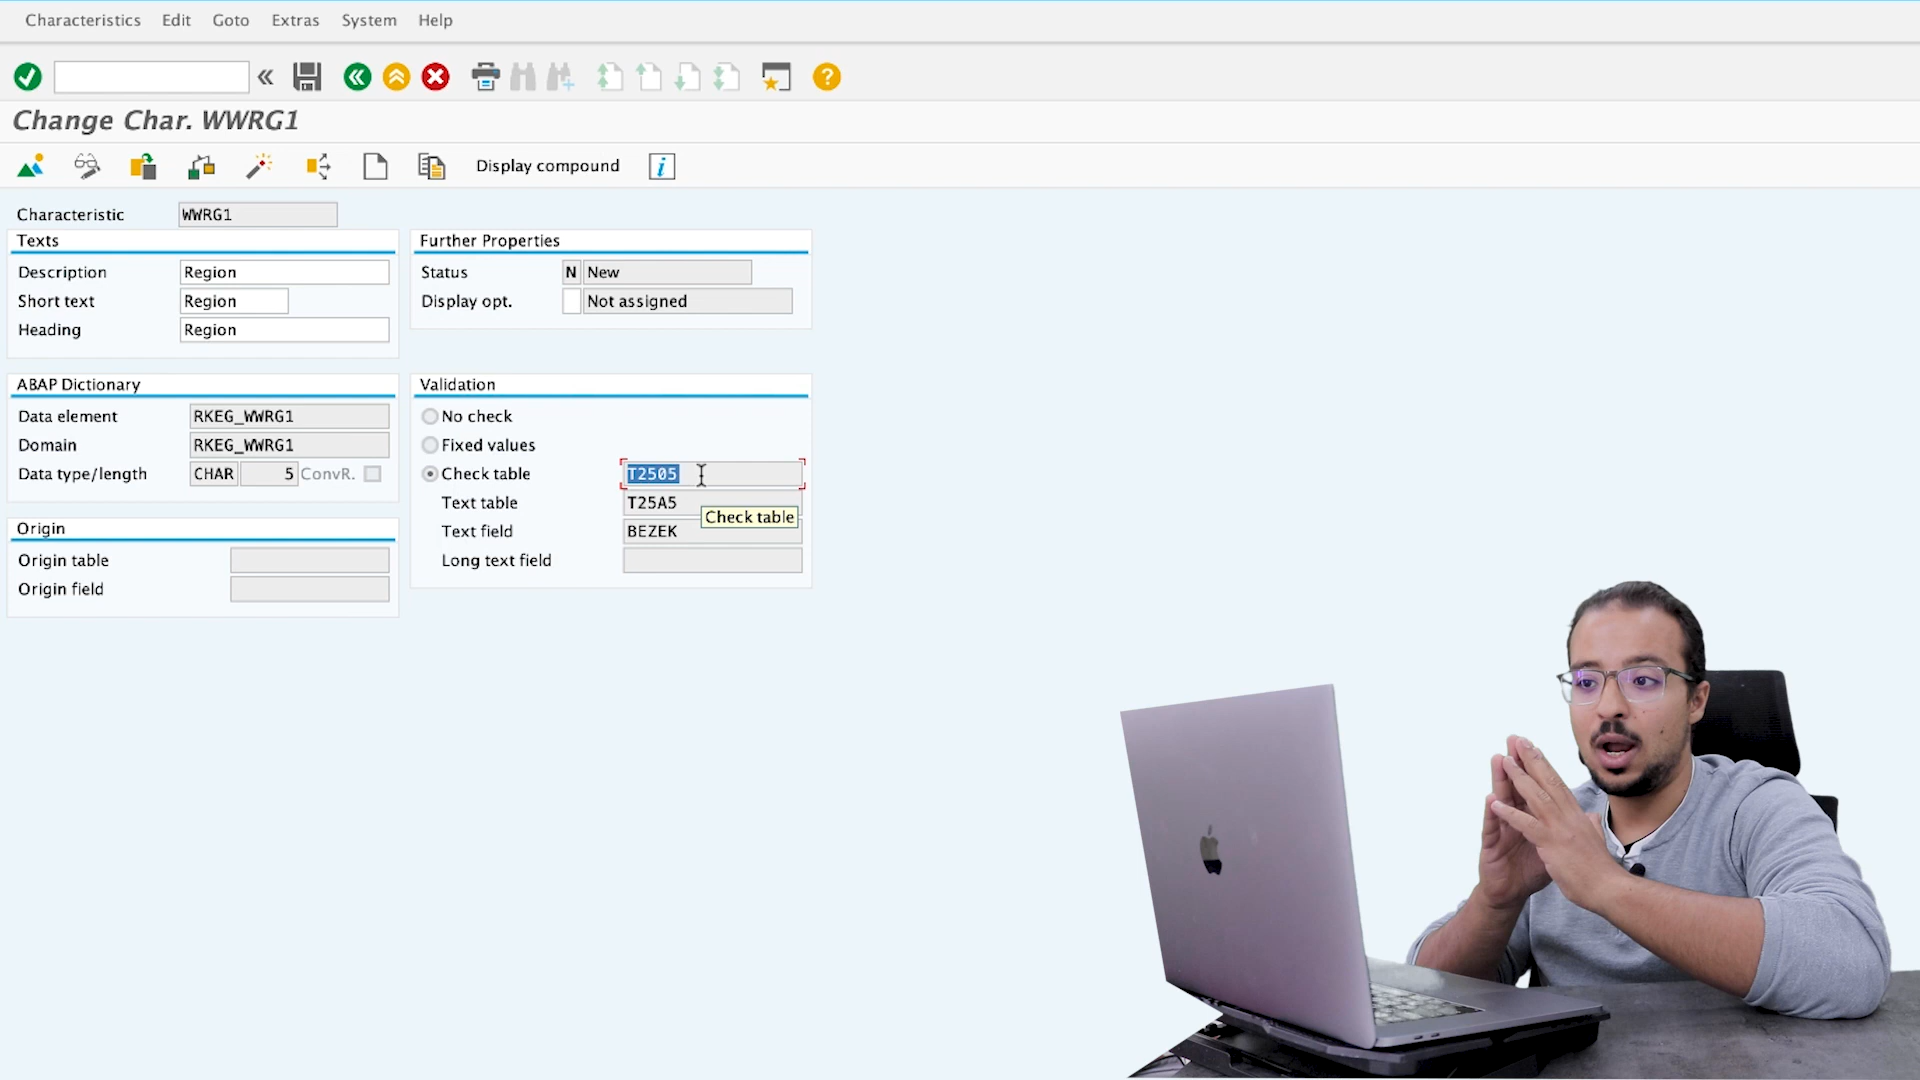 Characteristics Edit Goto Extras System Help
Change Char. WWRG1
Display compound
Characteristic WWRG1
Texts
Description Region
Short text Region
Heading Region
Further Properties
Status N New
Display opt. Not assigned
ABAP Dictionary
Data element RKEG_WWRG1
Domain RKEG_WWRG1
Data type/length CHAR 5 ConvR.
Validation
No check
Fixed values
Check table T2505
Text table T25A5
Check table
Text field BEZEK
Long text field
Origin
Origin table
Origin field